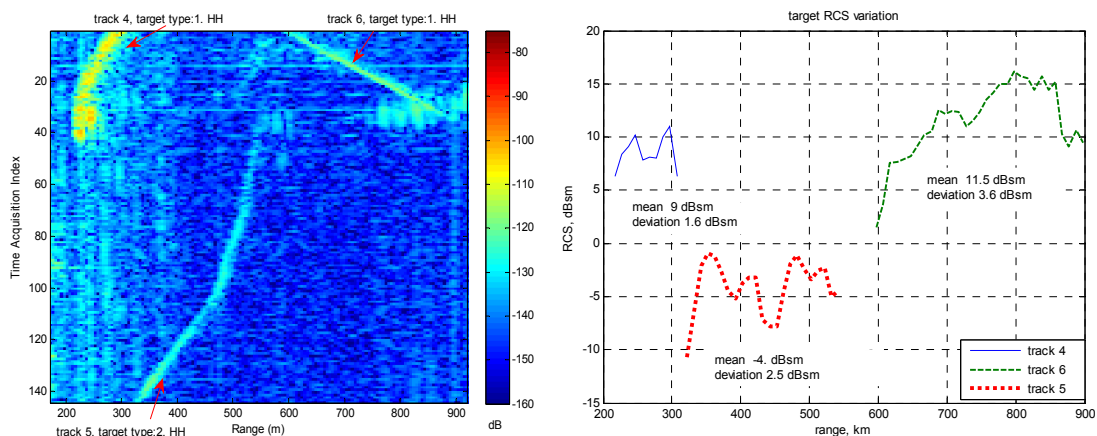 track 4, target type:1. HH
track 6, target type:1. HH
20
40
60
80
100
120
140
Time Acquisition Index
200
300
400
500
600
700
800
900
Range (m)
track 5, target type:2, HH
-80
-90
-100
-110
-120
-130
-140
-150
-160
dB
target RCS variation
20
15
10
5
0
-5
-10
-15
RCS, dBsm
mean 9 dBsm
deviation 1.6 dBsm
mean 11.5 dBsm
deviation 3.6 dBsm
mean -4. dBsm
deviation 2.5 dBsm
track 4
track 6
track 5
200
300
400
500
600
700
800
900
range, km